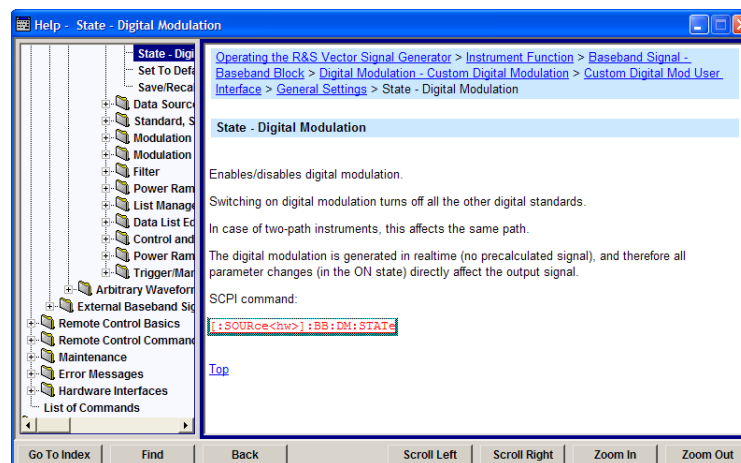 Help - State - Digital Modulation
State - Digi
Set To Defa
Save/Recal
Data Source
Standard, S
Modulation
Modulation
Filter
Power Ram
List Manage
Data List Ed
Control and
Power Ram
Trigger/Mar
Arbitrary Waveform
External Baseband Sig
Remote Control Basics
Remote Control Comman
Maintenance
Error Messages
Hardware Interfaces
List of Commands
Operating the R&S Vector Signal Generator > Instrument Function > Baseband Signal -
Baseband Block > Digital Modulation - Custom Digital Modulation > Custom Digital Mod User
Interface > General Settings > State - Digital Modulation
State - Digital Modulation
Enables/disables digital modulation.
Switching on digital modulation turns off all the other digital standards.
In case of two-path instruments, this affects the same path.
The digital modulation is generated in realtime (no precalculated signal), and therefore all
parameter changes (in the ON state) directly affect the output signal.
SCPI command:
[:SOURce<hw>]:BB:DM:STATe
Top
Go To Index
Find
Back
Scroll Left
Scroll Right
Zoom In
Zoom Out